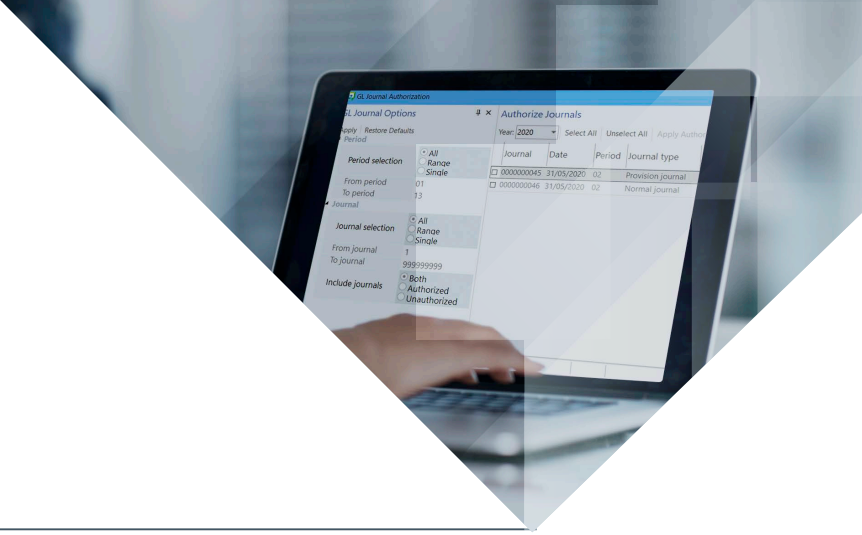 GL Journal Authorization
GL Journal Options
Apply Restore Defaults
Period
Period selection
All
Range
Single
From period 01
To period 13
Journal
Journal selection
All
Range
Single
From journal 1
To journal 999999999
Include journals
Both
Authorized
Unauthorized
Authorize Journals
Year: 2020 Select All Unselect All Apply
Journal Date Period Journal type
0000000045 31/05/2020 02 Provision journal
0000000046 31/05/2020 02 Normal journal